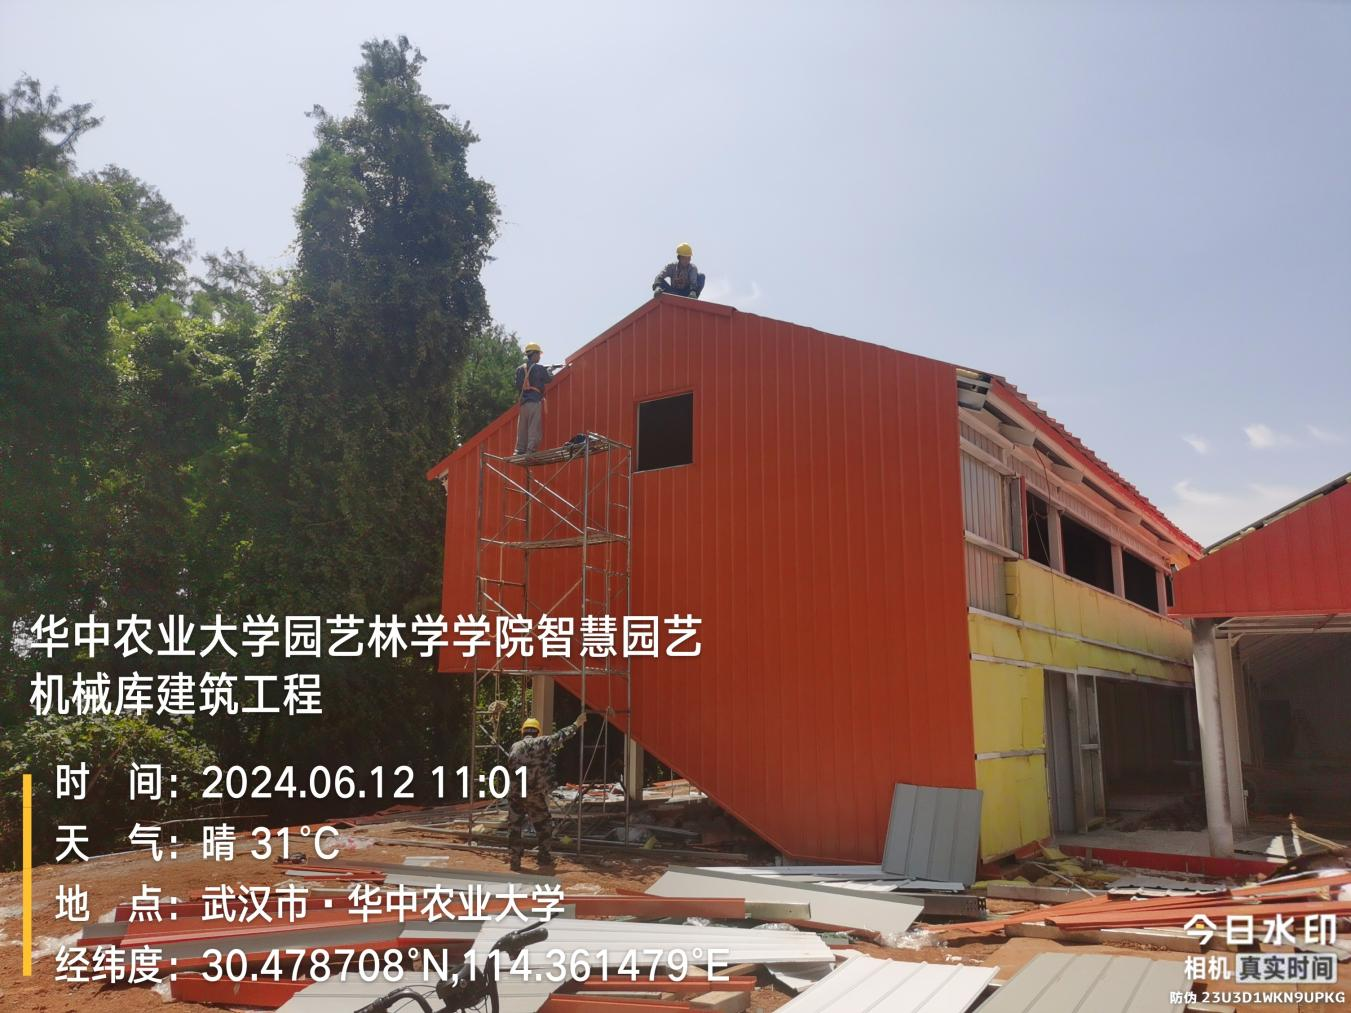 华中农业大学园艺林学学院智慧园艺
机械库建筑工程
时 间：2024.06.12 11:01
天 气：晴 31℃
地 点：武汉市·华中农业大学
经纬度：30.478708°N,114.361479°E
今日水印
相机 真实时间
防伪 23U3D1WKN9UPKG